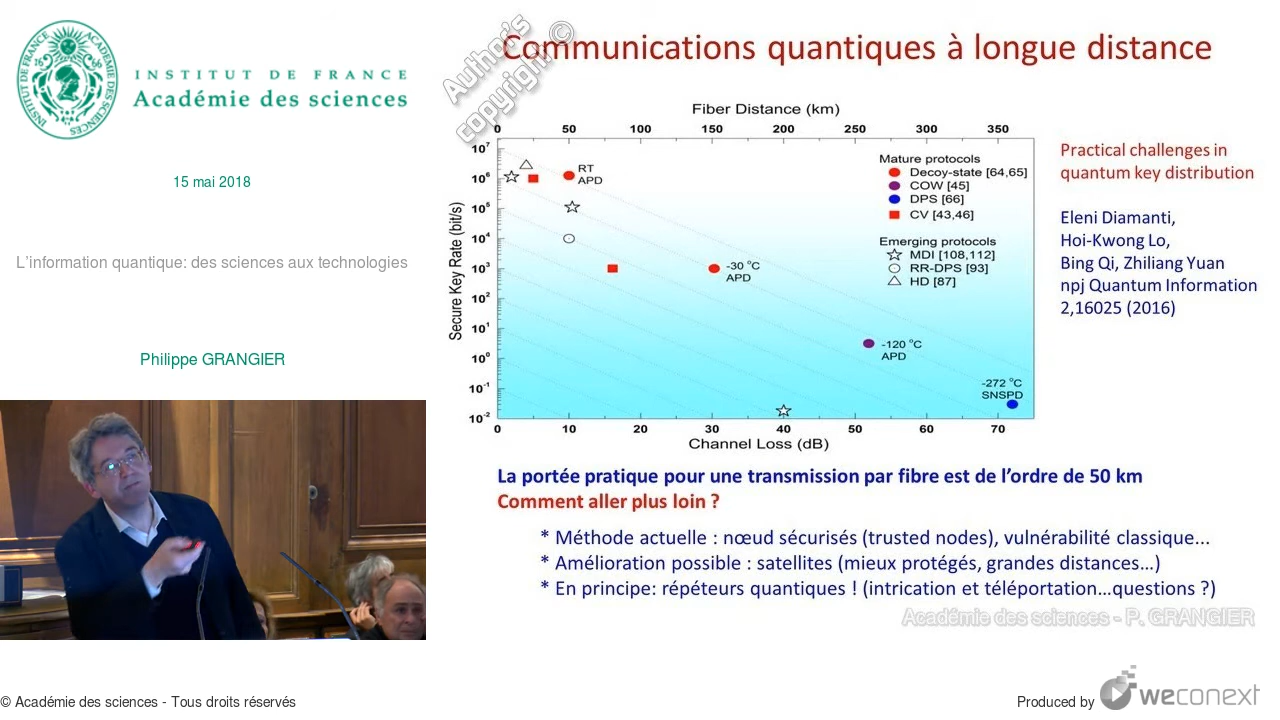 INSTITUT DE FRANCE
Académie des sciences
15 mai 2018
L'information quantique: des sciences aux technologies
Philippe GRANGIER
Author's
copyright ©
Communications quantiques à longue distance
Fiber Distance (km)
0 50 100 150 200 250 300 350
10⁷
10⁶
10⁵
10⁴
10³
10²
10¹
10⁰
10⁻¹
10⁻²
Secure Key Rate (bit/s)
RT
APD
-30 °C
APD
-120 °C
APD
-272 °C
SNSPD
Mature protocols
Decoy-state [64,65]
COW [45]
DPS [66]
CV [43,46]
Emerging protocols
MDI [108,112]
RR-DPS [93]
HD [87]
0 10 20 30 40 50 60 70
Channel Loss (dB)
Practical challenges in
quantum key distribution
Eleni Diamanti,
Hoi-Kwong Lo,
Bing Qi, Zhiliang Yuan
npj Quantum Information
2,16025 (2016)
La portée pratique pour une transmission par fibre est de l'ordre de 50 km
Comment aller plus loin ?
* Méthode actuelle : nœud sécurisés (trusted nodes), vulnérabilité classique...
* Amélioration possible : satellites (mieux protégés, grandes distances…)
* En principe: répéteurs quantiques ! (intrication et téléportation…questions ?)
Académie des sciences - P. GRANGIER
© Académie des sciences - Tous droits réservés
Produced by weconext